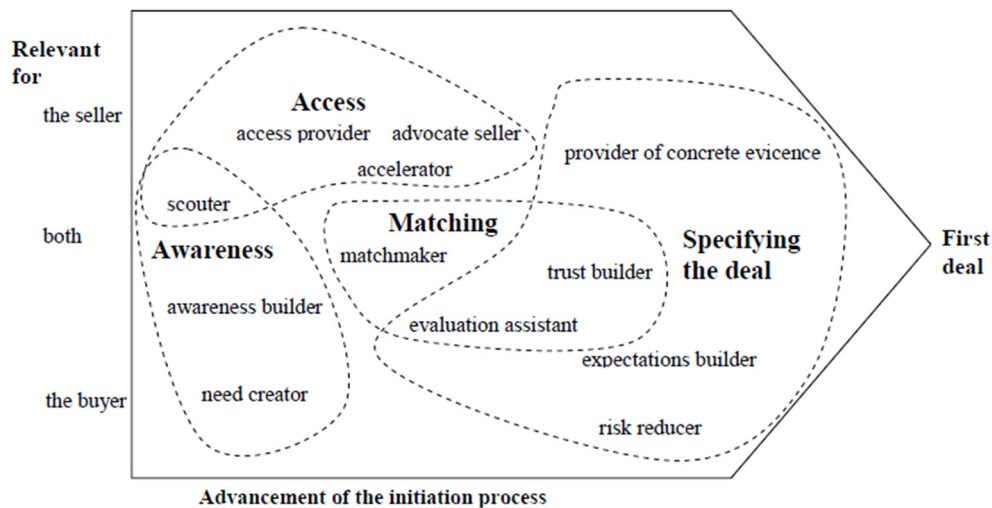 Relevant
for
the seller
both
the buyer
Access
access provider
advocate seller
accelerator
scouter
Awareness
awareness builder
need creator
Matching
matchmaker
trust builder
evaluation assistant
provider of concrete evicence
Specifying
the deal
expectations builder
risk reducer
First
deal
Advancement of the initiation process